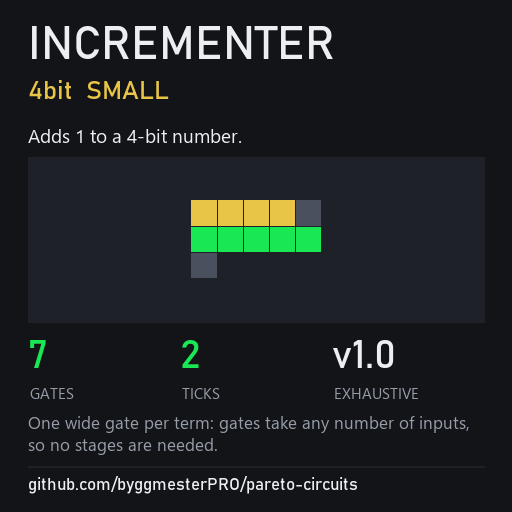 INCREMENTER
4bit SMALL
Adds 1 to a 4-bit number.
7 2 v1.0
GATES TICKS EXHAUSTIVE
One wide gate per term: gates take any number of inputs,
so no stages are needed.
github.com/byggmesterPRO/pareto-circuits